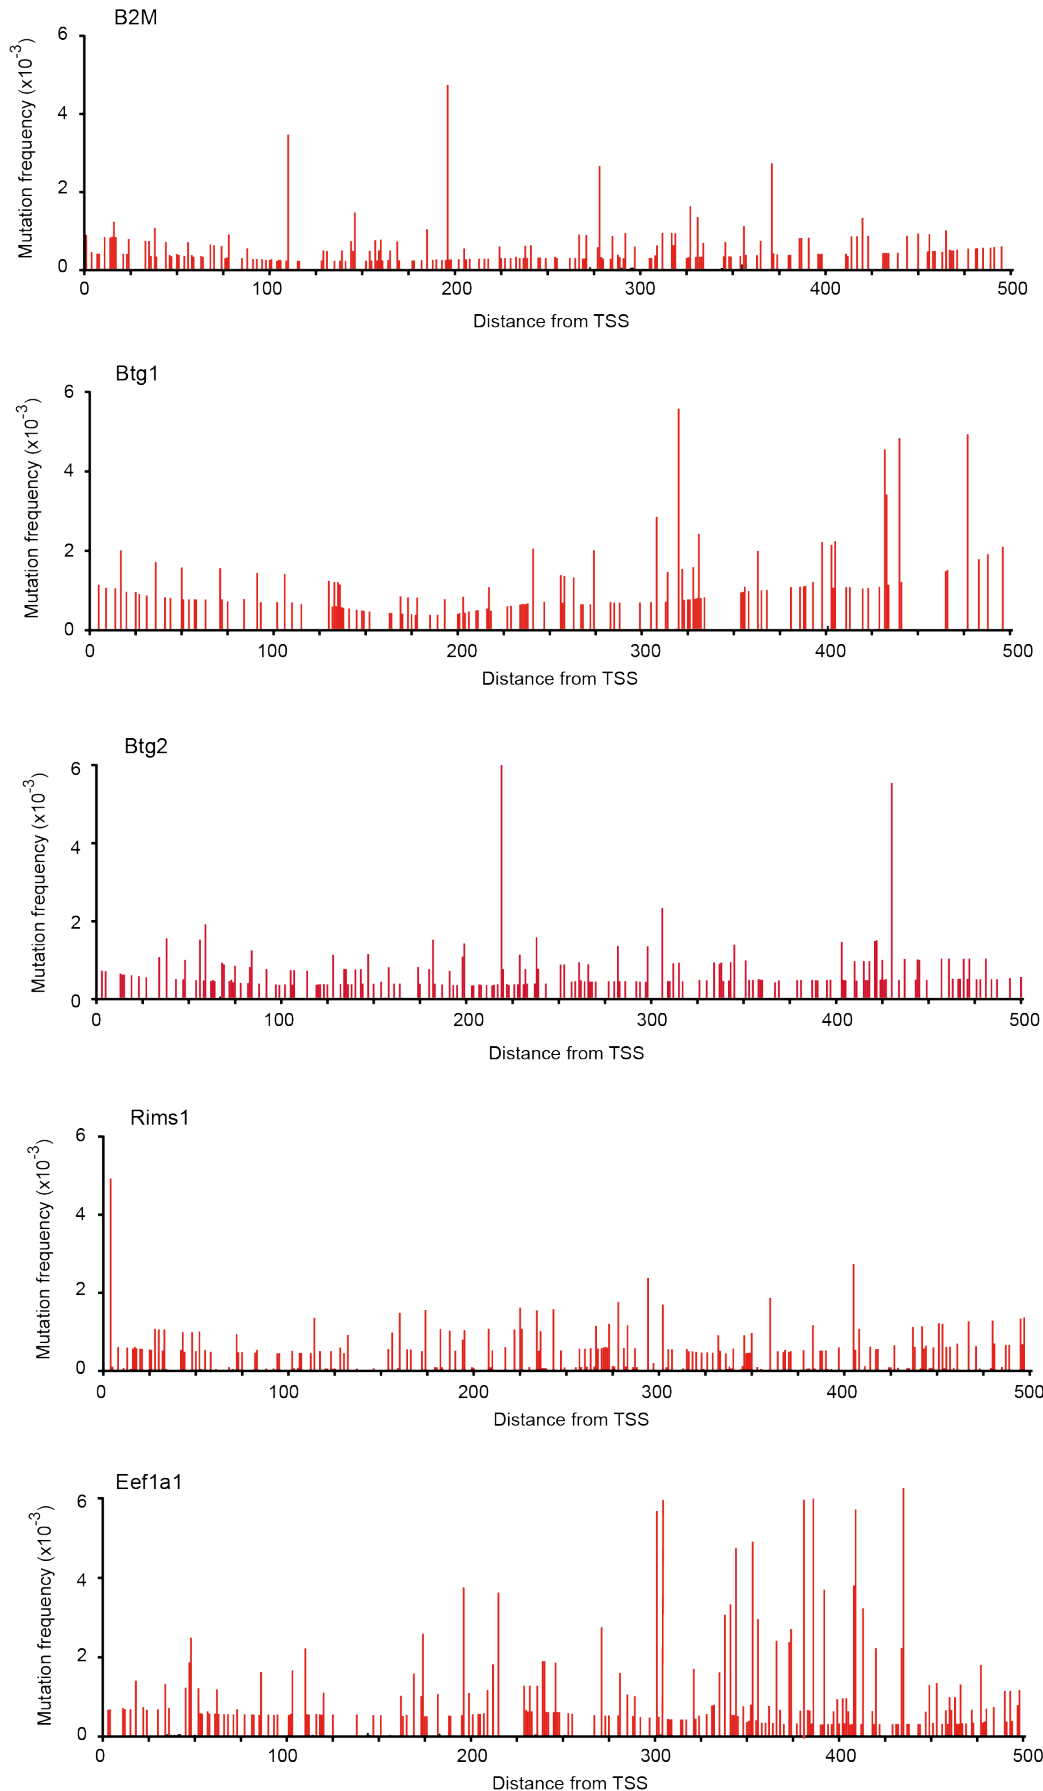 B2M
Mutation frequency (x10-3)
6
4
2
0
0 100 200 300 400 500
Distance from TSS
Btg1
Mutation frequency (x10-3)
6
4
2
0
0 100 200 300 400 500
Distance from TSS
Btg2
Mutation frequency (x10-3)
6
4
2
0
0 100 200 300 400 500
Distance from TSS
Rims1
Mutation frequency (x10-3)
6
4
2
0
0 100 200 300 400 500
Distance from TSS
Eef1a1
Mutation frequency (x10-3)
6
4
2
0
0 100 200 300 400 500
Distance from TSS